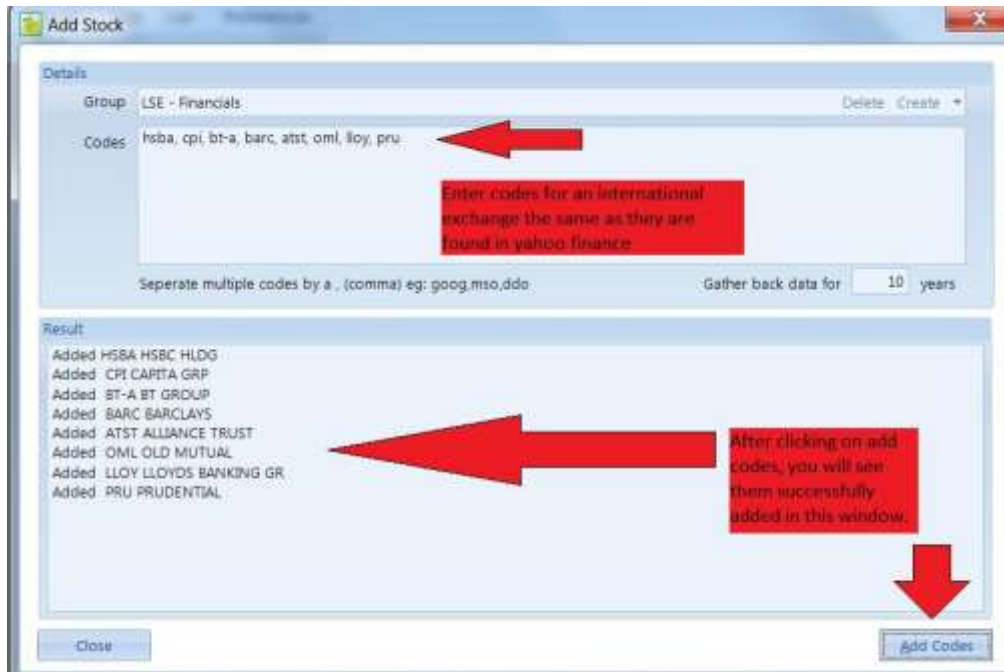 Add Stock
Details
Group LSE - Financials Delete Create
Codes hsba, cpi, bt-a, barc, atst, oml, lloy, pru
Enter codes for an international
exchange the same as they are
found in yahoo finance
Seperate multiple codes by a , (comma) eg: goog,mso,ddo Gather back data for 10 years
Result
Added HSBA HSBC HLDG
Added CPI CAPITA GRP
Added BT-A BT GROUP
Added BARC BARCLAYS
Added ATST ALLIANCE TRUST
Added OML OLD MUTUAL
Added LLOY LLOYDS BANKING GR
Added PRU PRUDENTIAL
After clicking on add
codes, you will see
them successfully
added in this window.
Close Add Codes